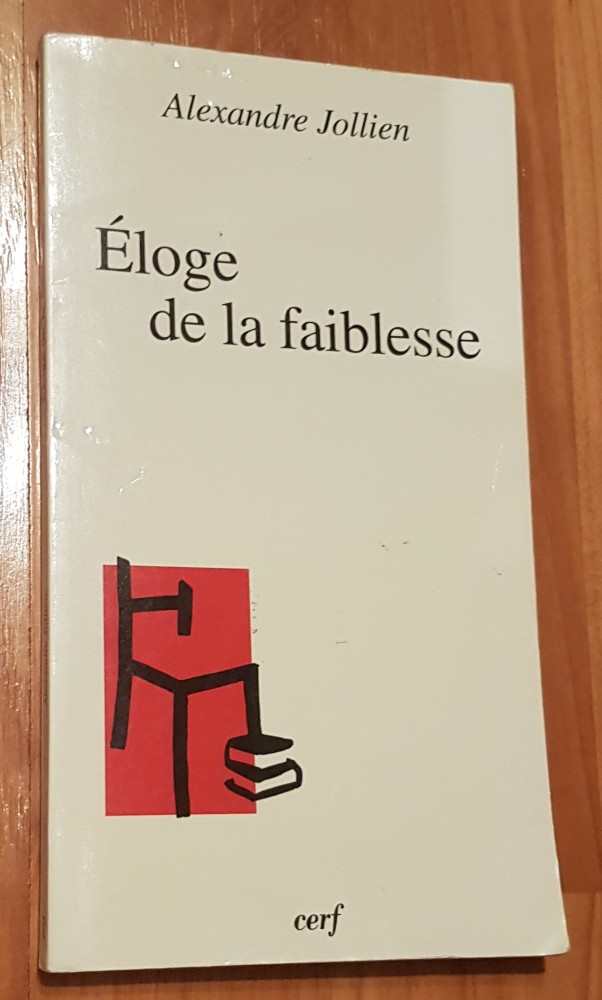 Alexandre Jollien
Éloge
de la faiblesse
cerf